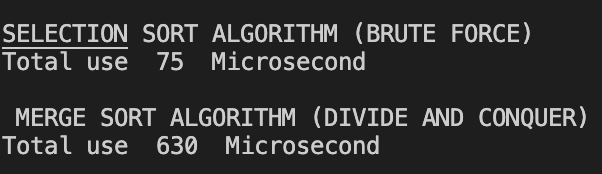 SELECTION SORT ALGORITHM (BRUTE FORCE)
Total use  75  Microsecond
MERGE SORT ALGORITHM (DIVIDE AND CONQUER)
Total use  630  Microsecond